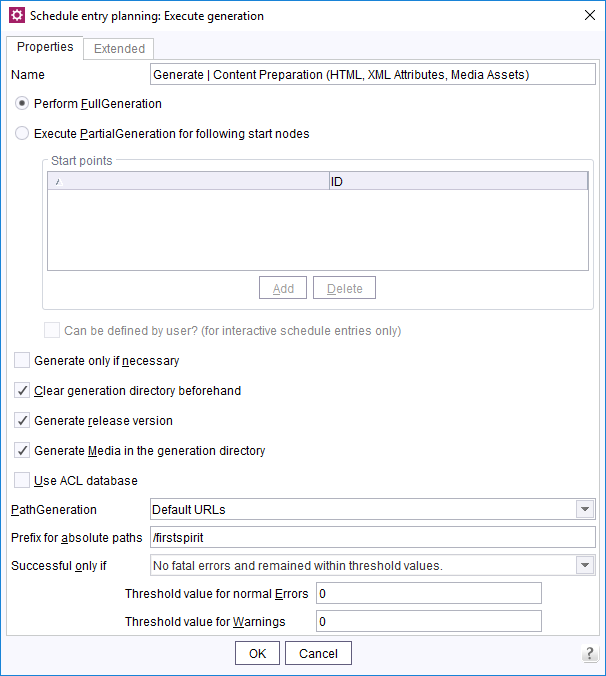 Schedule entry planning: Execute generation
Properties Extended
Name Generate | Content Preparation (HTML, XML Attributes, Media Assets)
Perform FullGeneration
Execute PartialGeneration for following start nodes
Start points
ID
Add Delete
Can be defined by user? (for interactive schedule entries only)
Generate only if necessary
Clear generation directory beforehand
Generate release version
Generate Media in the generation directory
Use ACL database
PathGeneration Default URLs
Prefix for absolute paths /firstspirit
Successful only if No fatal errors and remained within threshold values.
Threshold value for normal Errors 0
Threshold value for Warnings 0
OK Cancel ?